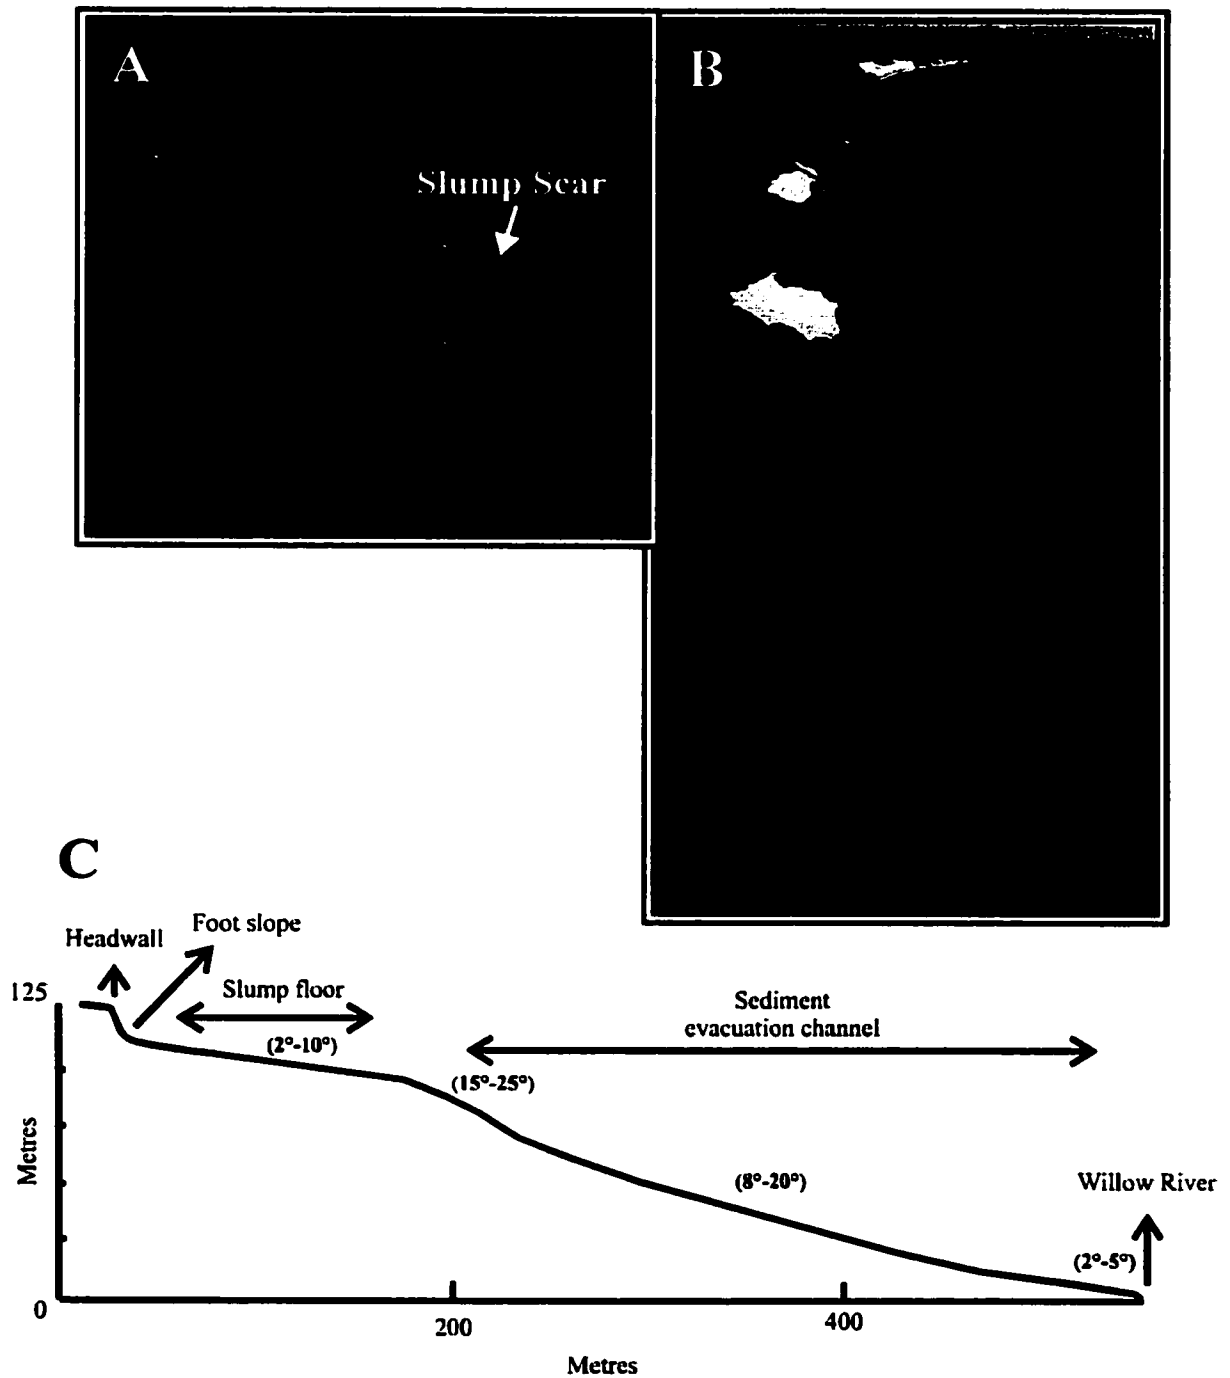 A
B
Slump Scar
C
Headwall
Foot slope
Slump floor
Sediment
evacuation channel
125
(2°-10°)
(15°-25°)
Metres
(8°-20°)
Willow River
(2°-5°)
0
200
400
Metres